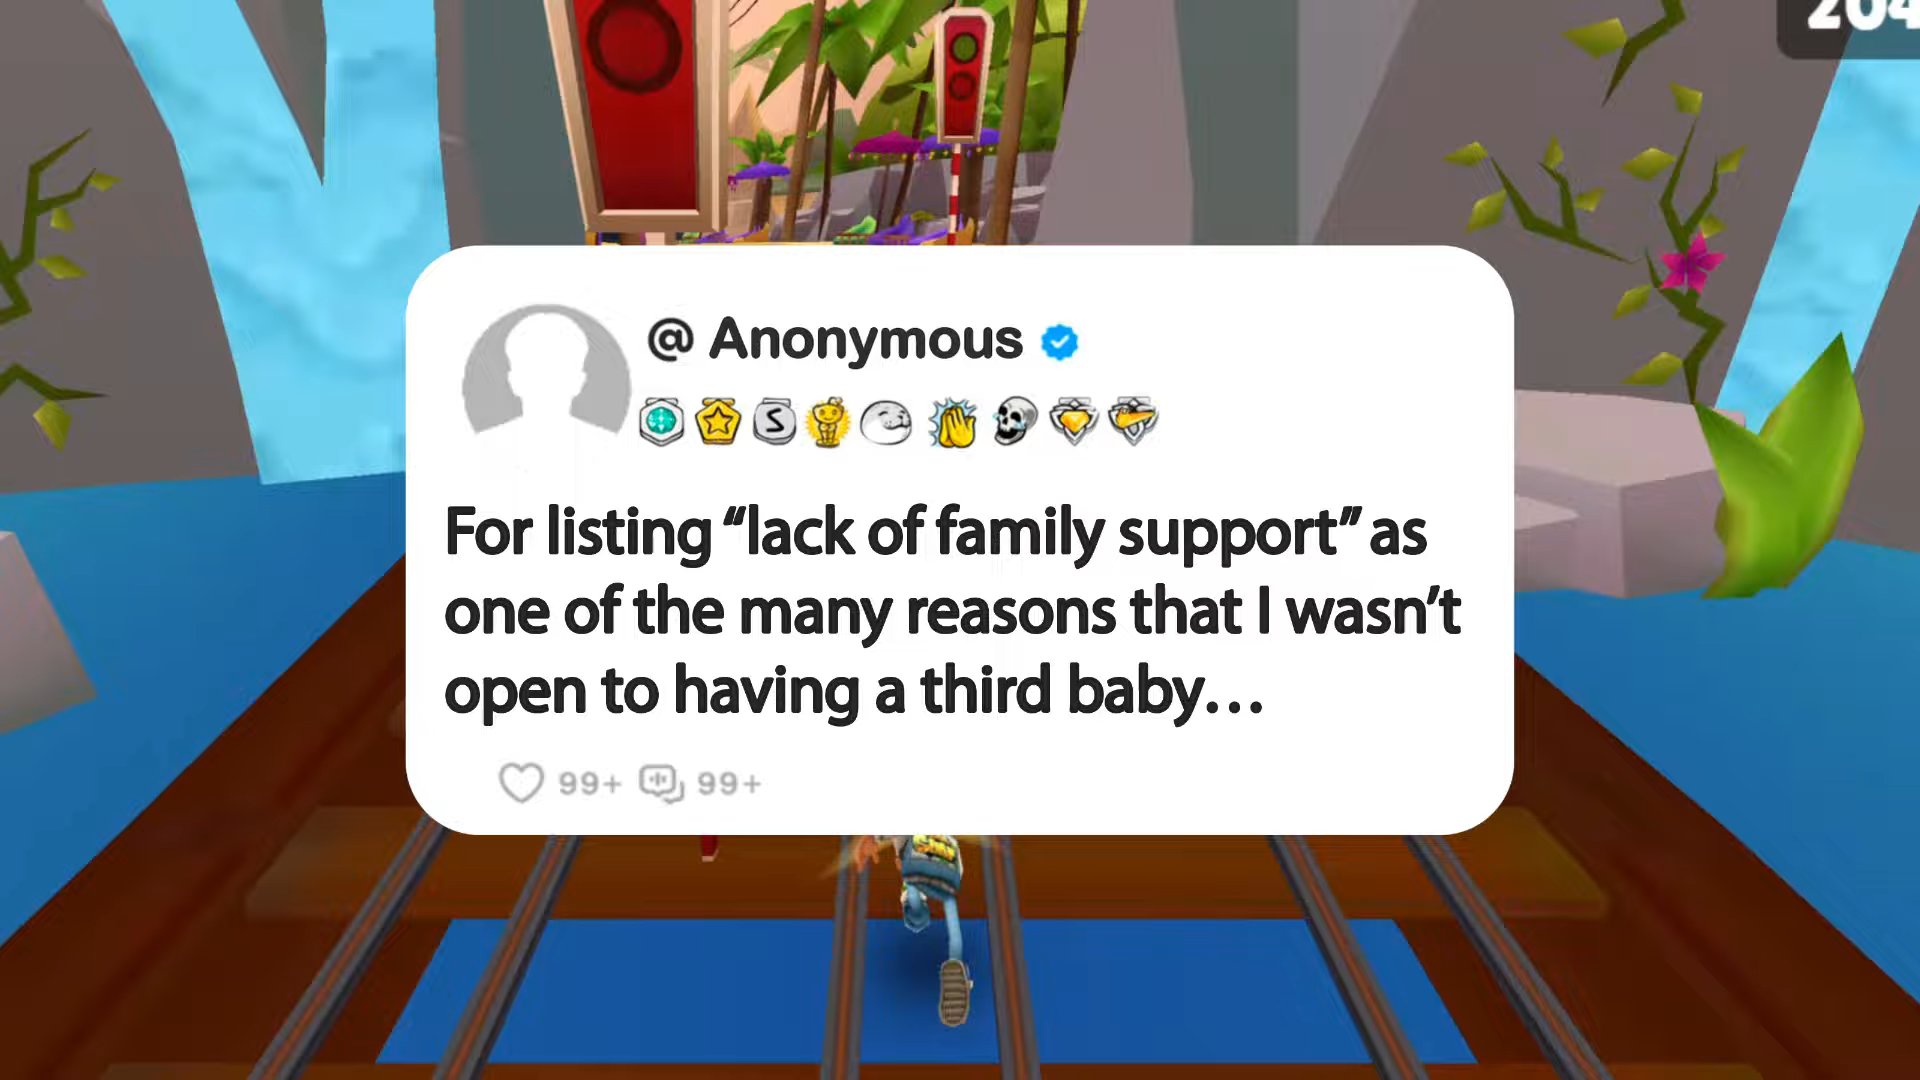 204
@ Anonymous
For listing “lack of family support” as
one of the many reasons that I wasn’t
open to having a third baby…
99+ 99+